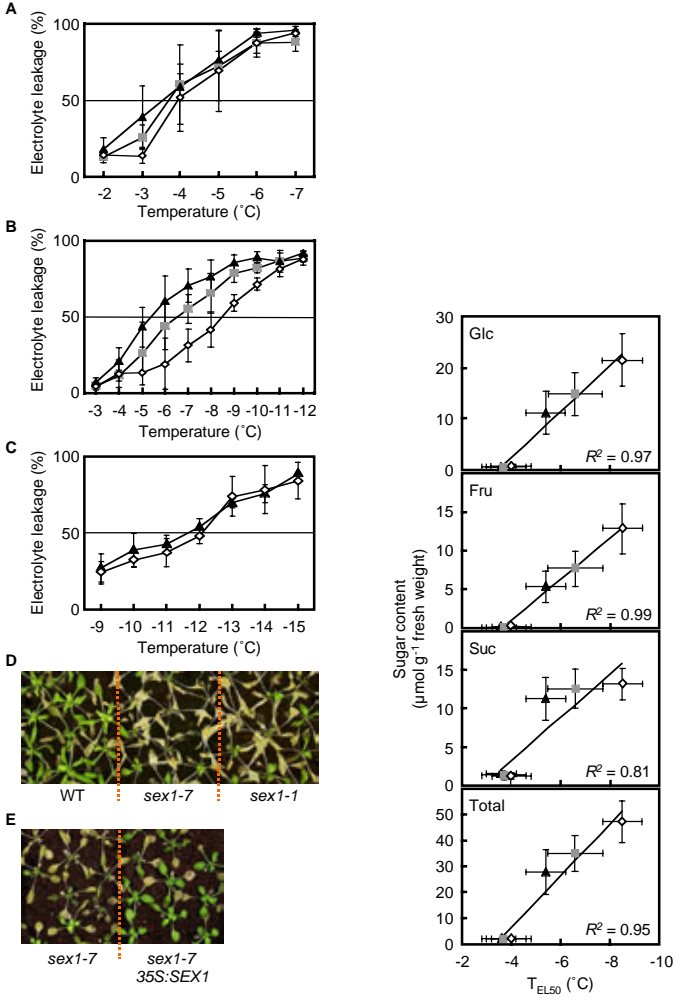 A
Electrolyte leakage (%)
100
50
0
-2 -3 -4 -5 -6 -7
Temperature (˚C)
B
Electrolyte leakage (%)
100
50
0
-3 -4 -5 -6 -7 -8 -9 -10 -11 -12
Temperature (˚C)
C
Electrolyte leakage (%)
100
50
0
-9 -10 -11 -12 -13 -14 -15
Temperature (˚C)
D
WT sex1-7 sex1-1
E
sex1-7 sex1-7
35S:SEX1
Sugar content
(µmol g⁻¹ fresh weight)
30
20
10
0
Glc
R² = 0.97
20
15
10
5
0
Fru
R² = 0.99
20
15
10
5
0
Suc
R² = 0.81
60
50
40
30
20
10
0
Total
R² = 0.95
-2 -4 -6 -8 -10
T_EL50 (˚C)